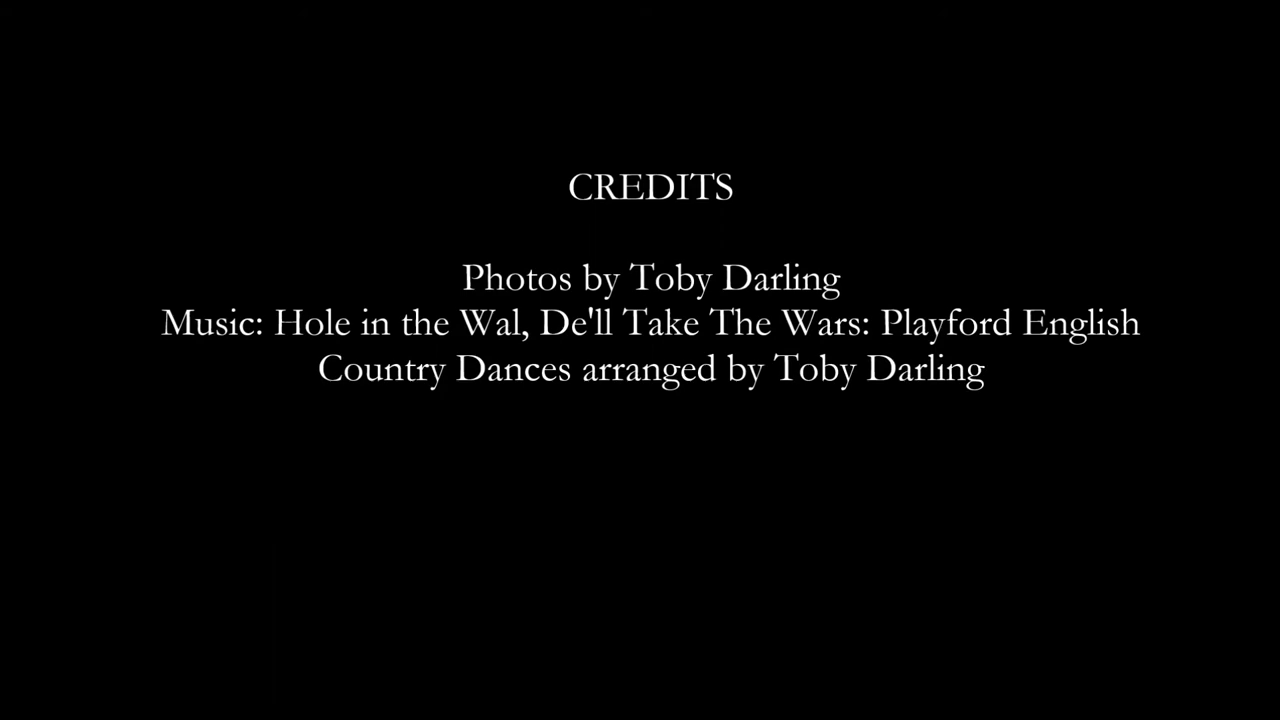 CREDITS
Photos by Toby Darling
Music: Hole in the Wal, De'll Take The Wars: Playford English
Country Dances arranged by Toby Darling